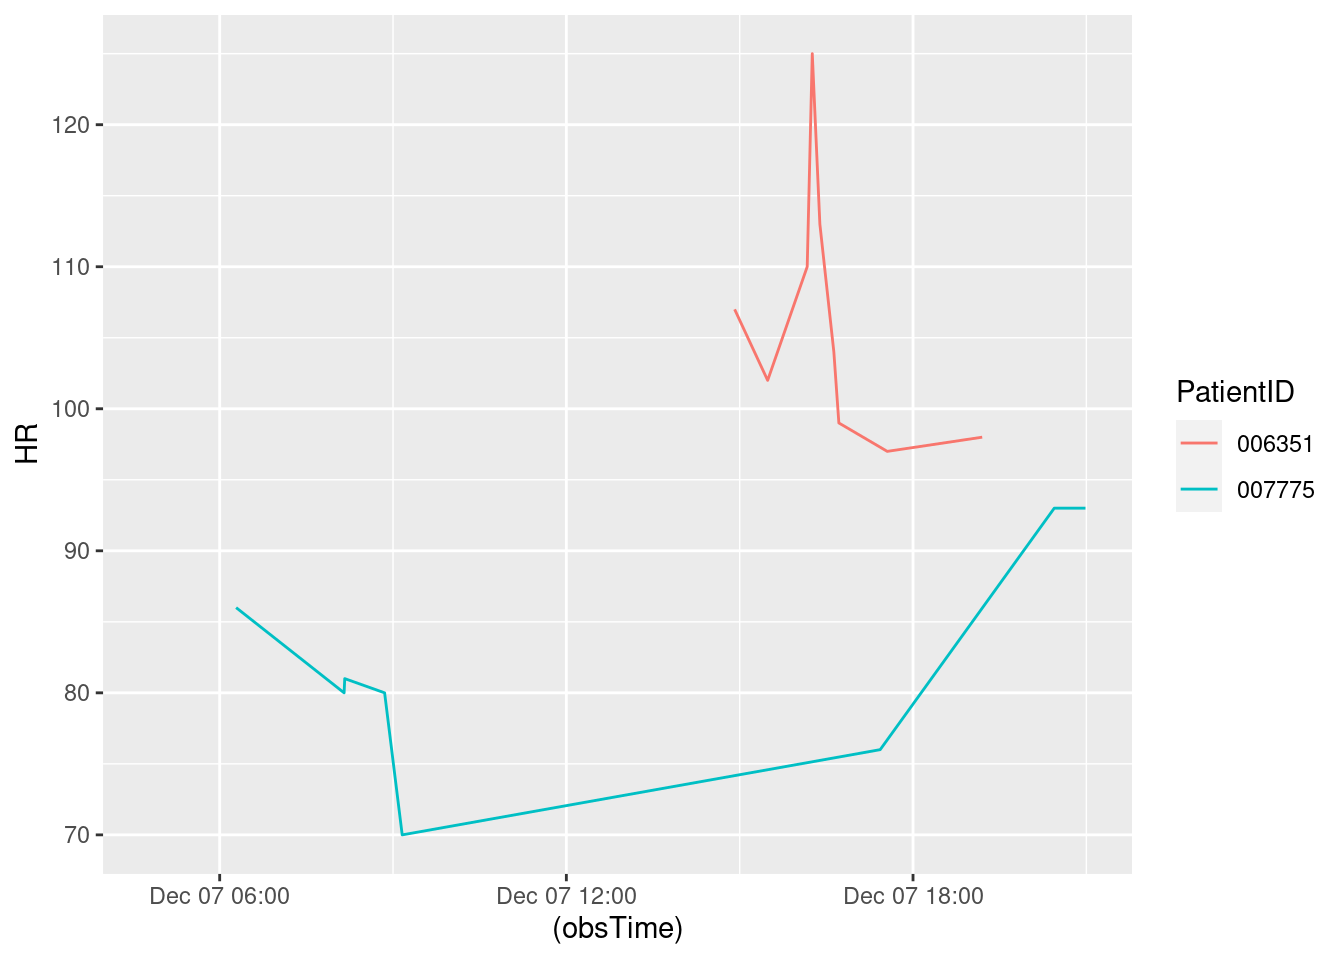 120
110
100
90
80
70
HR
Dec 07 06:00
Dec 07 12:00
Dec 07 18:00
(obsTime)
PatientID
006351
007775